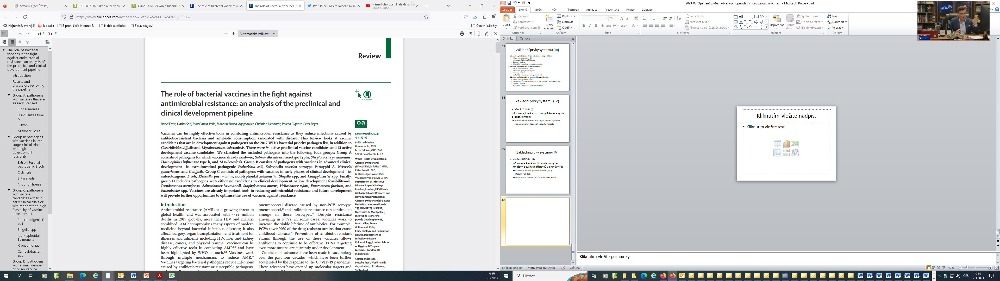 Stream 1 (schůze PS)
378/2007 Sb. Zákon o léčivech a
324/2016 Sb. Zákon o biocidních
The role of bacterial vaccines in
The role of bacterial vaccines in
PetrHolec (@PetrHolec) / Twitte
Máme toho dost! Fiala dává Če
OBRAZ V OBRAZE
https://www.thelancet.com/action/showPdf?pii=S2666-5247(22)00303-2
Nejnavštěvovanější
Jak začít
Z prohlížeče Internet E...
Nabídka záložek
Zpravodajstvi
Ostatní záložky
e113
(1 z 13)
Automatická velikost
The role of bacterial
vaccines in the fight
against antimicrobial
resistance: an analysis of
the preclinical and clinical
development pipeline
Introduction
Results and
discussion: reviewing
the pipeline
Group A: pathogens
with vaccines that are
already licensed
S pneumoniae
H influenzae type
b
S Typhi
M tuberculosis
Group B: pathogens
with vaccines in late-
stage clinical trials
with high
development
feasibility
Extra-intestinal
pathogenic E coli
C difficile
S Paratyphi
N gonorrhoeae
Group C: pathogens
with vaccine
candidates either in
early clinical trials or
with moderate to high
feasibility of vaccine
development
Enterotoxigenic E
coli
Shigella spp
Non-typhoidal
Salmonella
K pneumoniae
Campylobacter
spp
Group D: pathogens
with a small number
of or no vaccine
Review
The role of bacterial vaccines in the fight against
antimicrobial resistance: an analysis of the preclinical and
clinical development pipeline
CrossMark
Isabel Frost, Hatim Sati, Pilar Garcia-Vello, Mateusz Hasso-Agopsowicz, Christian Lienhardt, Valeria Gigante, Peter Beyer
oa
Vaccines can be highly effective tools in combating antimicrobial resistance as they reduce infections caused by
antibiotic-resistant bacteria and antibiotic consumption associated with disease. This Review looks at vaccine
candidates that are in development against pathogens on the 2017 WHO bacterial priority pathogen list, in addition to
Clostridioides difficile and Mycobacterium tuberculosis. There were 94 active preclinical vaccine candidates and 61 active
development vaccine candidates. We classified the included pathogens into the following four groups: Group A
consists of pathogens for which vaccines already exist—ie, Salmonella enterica serotype Typhi, Streptococcus pneumoniae,
Haemophilus influenzae type b, and M tuberculosis. Group B consists of pathogens with vaccines in advanced clinical
development—ie, extra-intestinal pathogenic Escherichia coli, Salmonella enterica serotype Paratyphi A, Neisseria
gonorrhoeae, and C difficile. Group C consists of pathogens with vaccines in early phases of clinical development—ie,
enterotoxigenic E coli, Klebsiella pneumoniae, non-typhoidal Salmonella, Shigella spp, and Campylobacter spp. Finally,
group D includes pathogens with either no candidates in clinical development or low development feasibility—ie,
Pseudomonas aeruginosa, Acinetobacter baumannii, Staphylococcus aureus, Helicobacter pylori, Enterococcus faecium, and
Enterobacter spp. Vaccines are already important tools in reducing antimicrobial resistance and future development
will provide further opportunities to optimise the use of vaccines against resistance.
Introduction
Antimicrobial resistance (AMR) is a growing threat to
global health, and was associated with 4·95 million
deaths in 2019 globally, more than HIV and malaria
combined.1 AMR compromises many aspects of modern
medicine beyond bacterial infectious diseases; it also
affects surgery, organ transplantation, and treatment for
illnesses and ailments including HIV, liver and kidney
disease, cancer, and physical trauma.2 Vaccines can be
highly effective tools in combating AMR3–8 and have
been highlighted by WHO as such.9,10 Vaccines work
through multiple mechanisms to reduce AMR.11
Vaccines targeting bacterial pathogens reduce infections
caused by antibiotic-resistant or susceptible pathogens,
pneumococcal disease caused by non-PCV serotype
pneumococci,14 and antibiotic resistance can continue to
emerge in these serotypes.15 Despite resistance
emerging in PCVs, in some cases, vaccines work to
increase the viable lifetime of antibiotics. For example,
PCVs cover 90% of the drug-resistant strains that cause
childhood disease.16 Prevention of antibiotic-resistant
strains through the use of these vaccines allows
antibiotics to continue to be effective. PCVs targeting
even more strains are currently under development.
Considerable advances have been made in vaccinology
over the past four decades, which have been further
accelerated by the response to the COVID-19 pandemic.
These advances have opened up molecular targets and
Lancet Microbe 2023;
4: e113–25
Published Online
December 14, 2022
https://doi.org/10.1016/
S2666-5247(22)00303-2
World Health Organization,
Geneva, Switzerland
(I Frost DPhil, H Sati MD MPH,
P Garcia-Vello PhD,
M Hasso-Agopsowicz PhD,
V Gigante PhD, P Beyer Dr jur);
Department of Infectious
Disease, Imperial College
London, London, UK (I Frost);
Global Antibiotic Research and
Development Partnership,
Geneva, Switzerland (P Beyer);
Unité Mixte Internationale
233 IRD-U1175 INSERM,
Université de Montpellier,
Institut de Recherche
pour le Développement,
Montpellier, France
(C Lienhardt PhD);
Epidemiology and Population
Health, Department of
Infectious Disease
Epidemiology, London School
of Hygiene & Tropical
Medicine, London, UK
(C Lienhardt)
Correspondence to:
Dr Isabel Frost, World Health
Organization, 1211 Geneva,
Switzerland
6:26
2.3.2023
2023_03_Opatření zvýšení obranyschopnosti v chovu prasat vakcinací - Microsoft PowerPoint
Soubor
Domů
Vložení
Návrh
Přechody
Animace
Prezentace
Revize
Zobrazení
Vložit
Vyjmout
Kopírovat
Kopírovat formát
Schránka
Nový
snímek
Rozložení
Obnovit
Oddíl
Snímky
20
Písmo
Směr textu
Zarovnat text
Převést na obrázek SmartArt
Odstavec
Uspořádat
Rychlé
styly
Výplň obrazce
Obrys obrazce
Efekty obrazců
Kreslení
Najít
Nahradit
Vybrat
Úpravy
HOLEC
PETR HOLEC
Snímky
Osnova
37
Základní prvky systému (III)
38
Základní prvky systému (IV)
• Hlášení ÚSKVBL (I)
• Informace, které slouží pro zajištění kvality dat
a jejich kontrolu
– Porovnání informací z různých prvků systému
– Např. seznamy dodacích listů, ID receptů
39
Základní prvky systému (V)
• Hlášení ÚSKVBL (II)
• Informace, které slouží pro vlastní výkaz o
množství použitých přípravků u druhů zvířat
– ID veterinárního provozovatele (IČO)
– Datum / období
– Druh zvířat / SÚKL kód / Počet SÚKL kódů
40
Kliknutím vložíte nadpis.
• Kliknutím vložíte text.
Kliknutím vložíte poznámky.
Snímek 40 z 40
"Motiv systému Office"
Čeština
40 %
Hledat
CES
6:26
2.3.2023